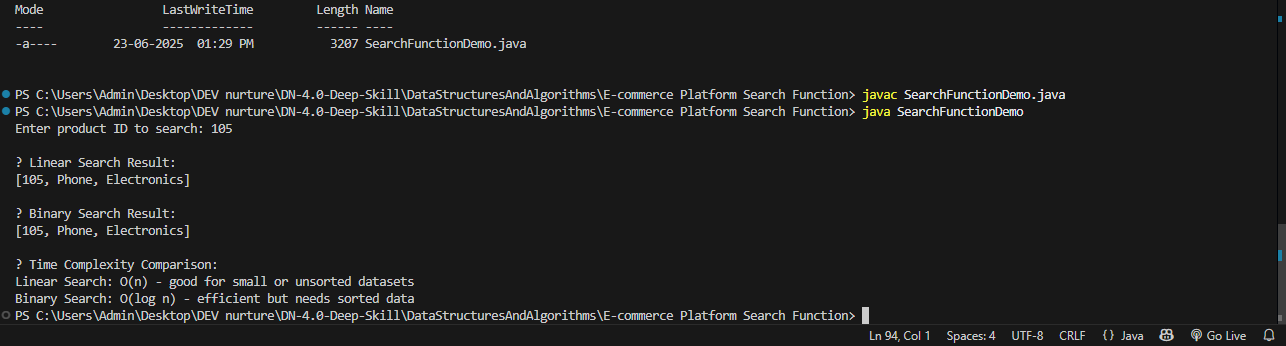 Mode LastWriteTime Length Name
---- ------------- ------ ----
-a---- 23-06-2025 01:29 PM 3207 SearchFunctionDemo.java
PS C:\Users\Admin\Desktop\DEV nurture\DN-4.0-Deep-Skill\DataStructuresAndAlgorithms\E-commerce Platform Search Function> javac SearchFunctionDemo.java
PS C:\Users\Admin\Desktop\DEV nurture\DN-4.0-Deep-Skill\DataStructuresAndAlgorithms\E-commerce Platform Search Function> java SearchFunctionDemo
Enter product ID to search: 105
? Linear Search Result:
[105, Phone, Electronics]
? Binary Search Result:
[105, Phone, Electronics]
? Time Complexity Comparison:
Linear Search: O(n) - good for small or unsorted datasets
Binary Search: O(log n) - efficient but needs sorted data
PS C:\Users\Admin\Desktop\DEV nurture\DN-4.0-Deep-Skill\DataStructuresAndAlgorithms\E-commerce Platform Search Function>
Ln 94, Col 1 Spaces: 4 UTF-8 CRLF {} Java Go Live